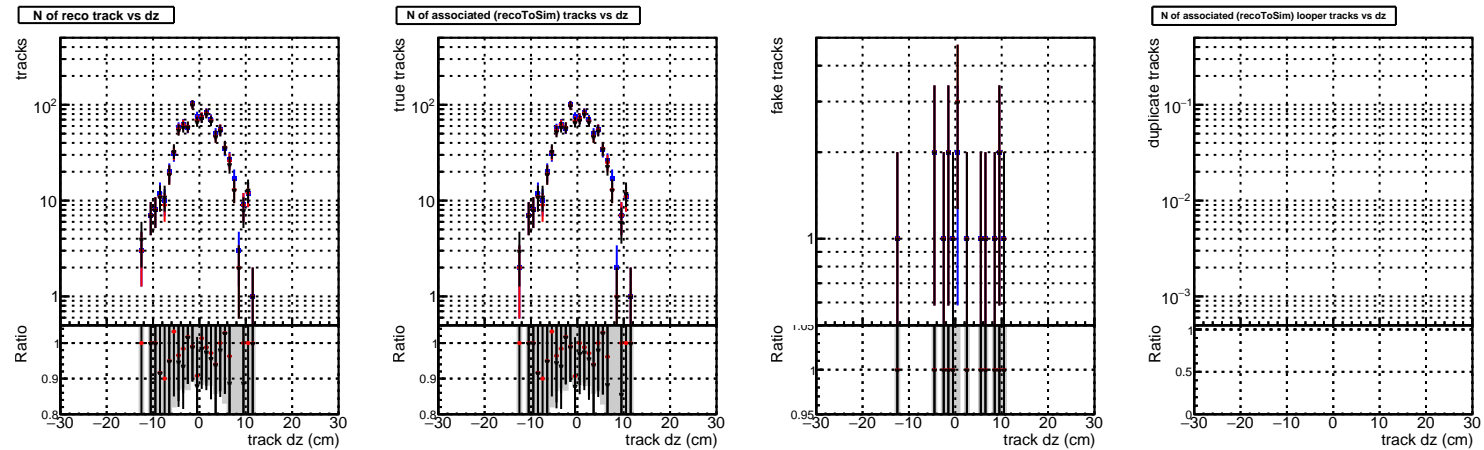 N of reco track vs dz
tracks
10²
10
1
Ratio
1
0.9
0.8
−30 −20 −10 0 10 20 30
track dz (cm)
N of associated (recoToSim) tracks vs dz
true tracks
10²
10
1
Ratio
1
0.9
0.8
−30 −20 −10 0 10 20 30
track dz (cm)
fake tracks
1
Ratio
1.05
1
0.95
−30 −20 −10 0 10 20 30
track dz (cm)
N of associated (recoToSim) looper tracks vs dz
duplicate tracks
10⁻¹
10⁻²
10⁻³
Ratio
1
0.5
0
−30 −20 −10 0 10 20 30
track dz (cm)